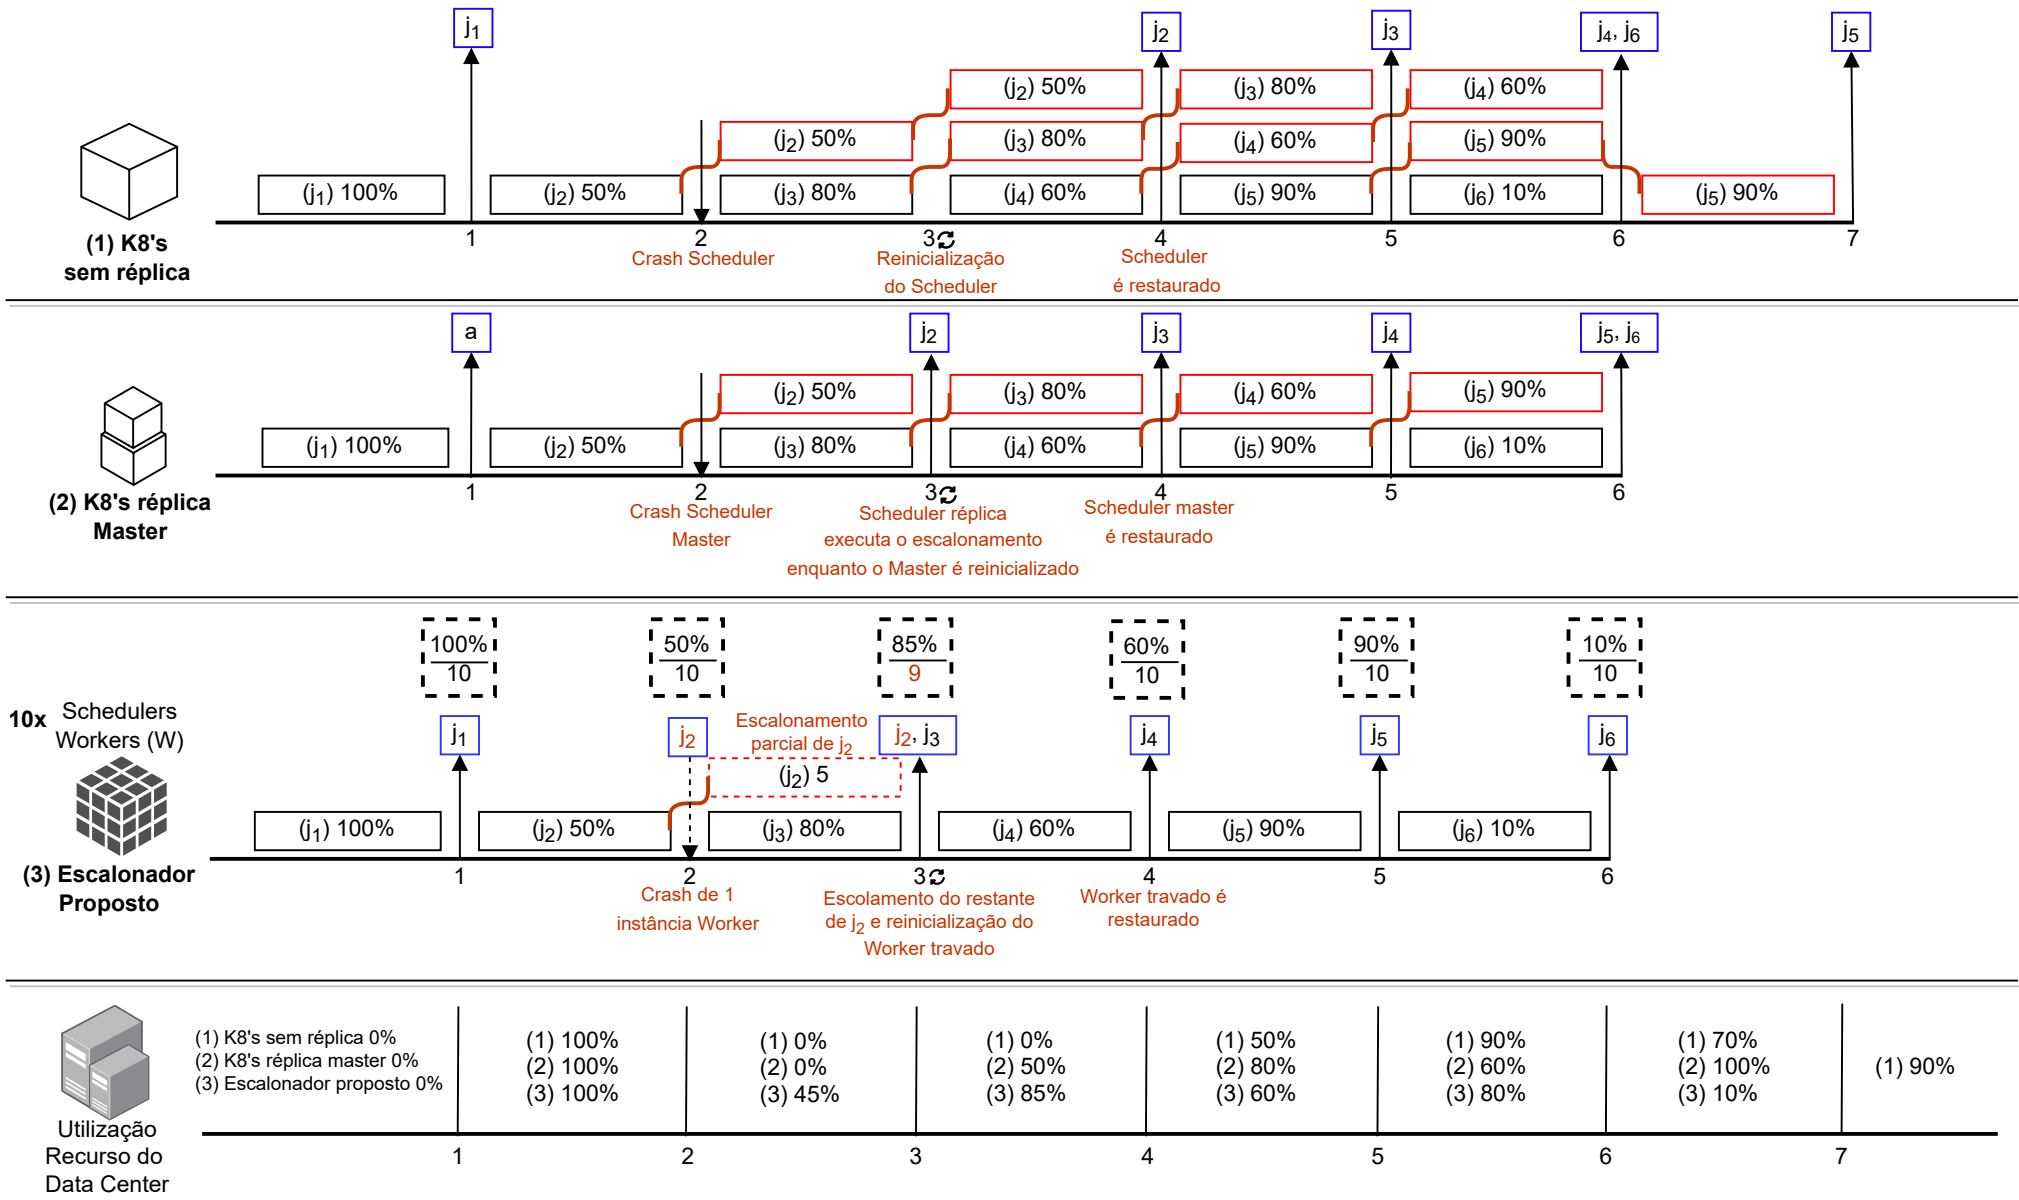 j1
j2
j3
j4, j6
j5
(j2) 50%
(j3) 80%
(j4) 60%
(j2) 50%
(j3) 80%
(j4) 60%
(j5) 90%
(j1) 100%
(j2) 50%
(j3) 80%
(j4) 60%
(j5) 90%
(j6) 10%
(j5) 90%
1
2
3
4
5
6
7
(1) K8's
sem réplica
Crash Scheduler
Reinicialização
do Scheduler
Scheduler
é restaurado
a
j2
j3
j4
j5, j6
(j2) 50%
(j3) 80%
(j4) 60%
(j5) 90%
(j1) 100%
(j2) 50%
(j3) 80%
(j4) 60%
(j5) 90%
(j6) 10%
1
2
3
4
5
6
(2) K8's réplica
Master
Crash Scheduler
Master
Scheduler réplica
executa o escalonamento
enquanto o Master é reinicializado
Scheduler master
é restaurado
100%
10
50%
10
85%
9
60%
10
90%
10
10%
10
10x
Schedulers
Workers (W)
j1
j2
Escalonamento
parcial de j2
j2, j3
j4
j5
j6
(j2) 5
(j1) 100%
(j2) 50%
(j3) 80%
(j4) 60%
(j5) 90%
(j6) 10%
1
2
3
4
5
6
(3) Escalonador
Proposto
Crash de 1
instância Worker
Escolamento do restante
de j2 e reinicialização do
Worker travado
Worker travado é
restaurado
(1) K8's sem réplica 0%
(2) K8's réplica master 0%
(3) Escalonador proposto 0%
(1) 100%
(2) 100%
(3) 100%
(1) 0%
(2) 0%
(3) 45%
(1) 0%
(2) 50%
(3) 85%
(1) 50%
(2) 80%
(3) 60%
(1) 90%
(2) 60%
(3) 80%
(1) 70%
(2) 100%
(3) 10%
(1) 90%
Utilização
Recurso do
Data Center
1
2
3
4
5
6
7